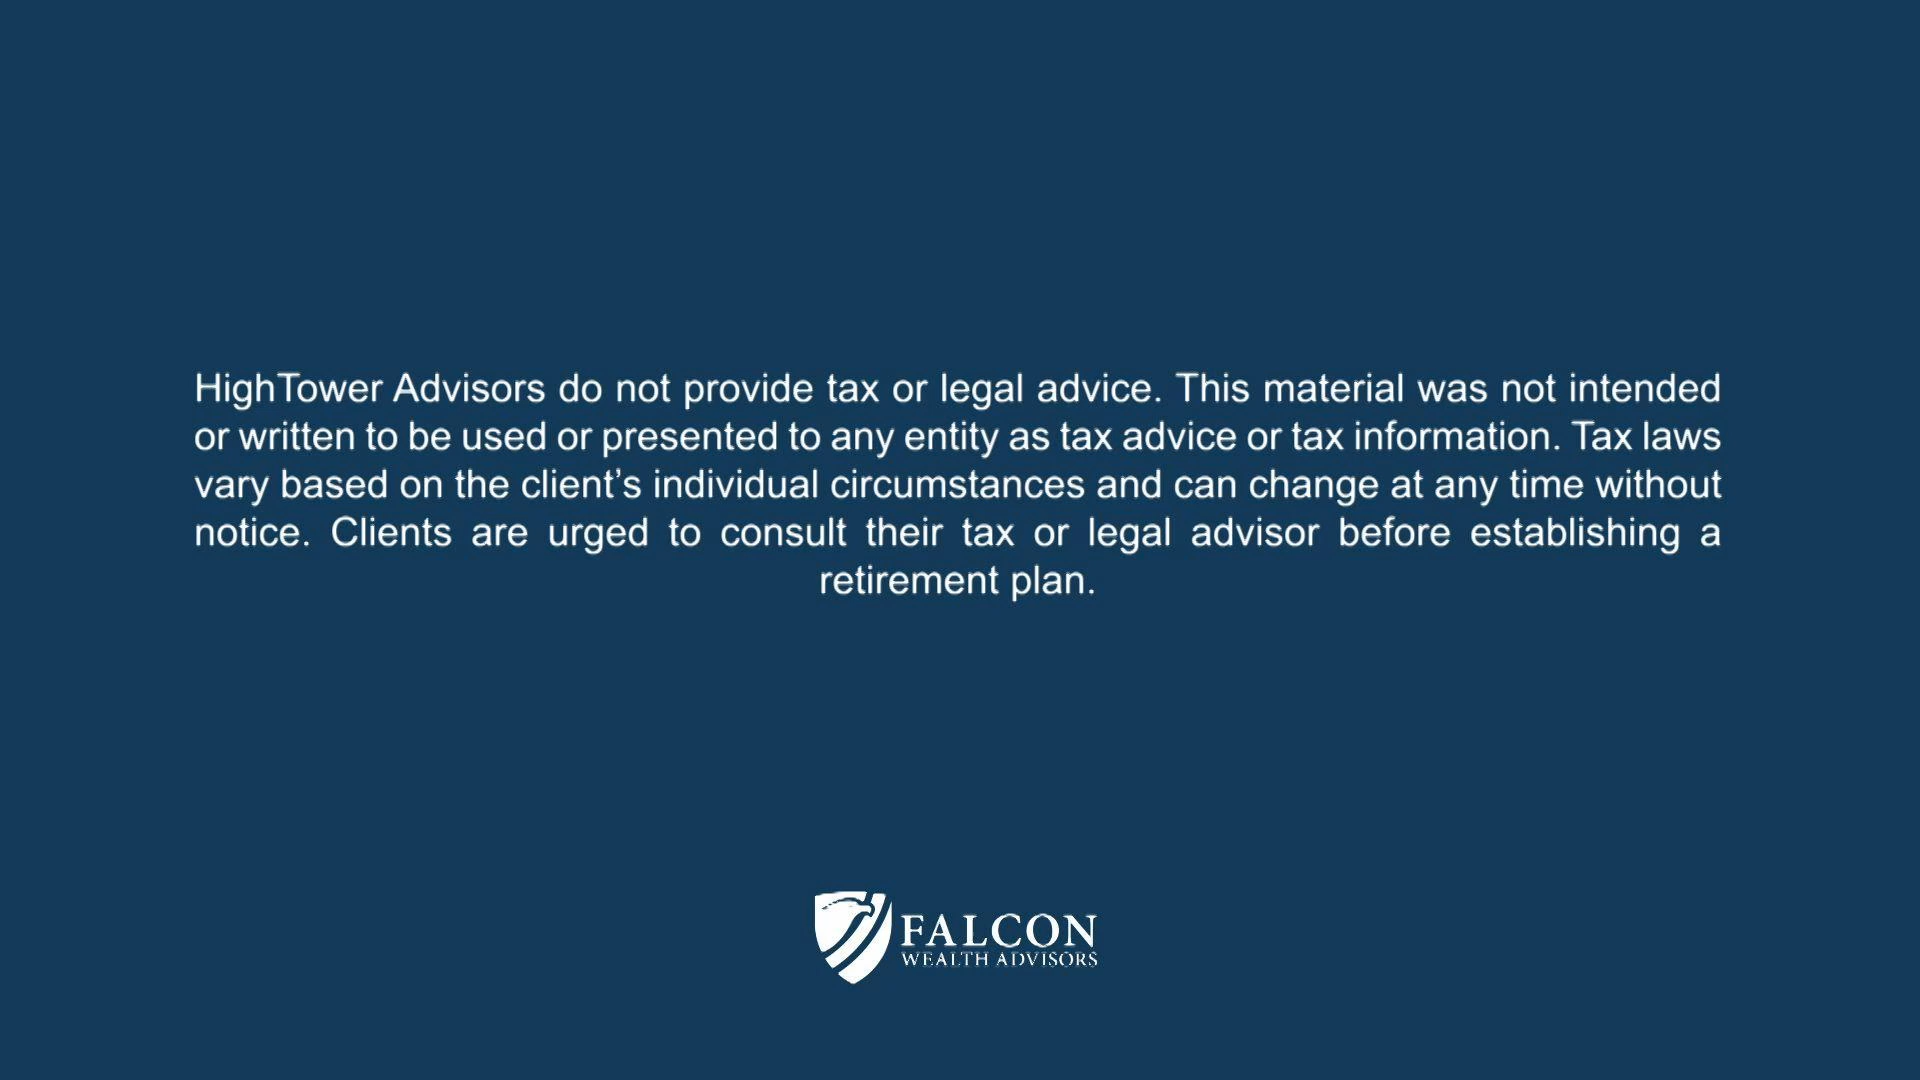 HighTower Advisors do not provide tax or legal advice. This material was not intended
or written to be used or presented to any entity as tax advice or tax information. Tax laws
vary based on the client’s individual circumstances and can change at any time without
notice. Clients are urged to consult their tax or legal advisor before establishing a
retirement plan.
FALCON
WEALTH ADVISORS